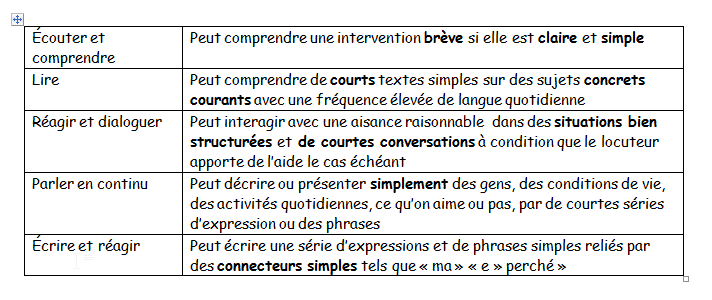 Écouter et Peut comprendre une intervention brève si elle est claire et simple
comprendre
Lire Peut comprendre de courts textes simples sur des sujets concrets
courants avec une fréquence élevée de langue quotidienne
Réagir et dialoguer Peut interagir avec une aisance raisonnable dans des situations bien
structurées et de courtes conversations à condition que le locuteur
apporte de l'aide le cas échéant
Parler en continu Peut décrire ou présenter simplement des gens, des conditions de vie,
des activités quotidiennes, ce qu'on aime ou pas, par de courtes séries
d'expression ou des phrases
Écrire et réagir Peut écrire une série d'expressions et de phrases simples reliés par
des connecteurs simples tels que « ma » « e » perché »